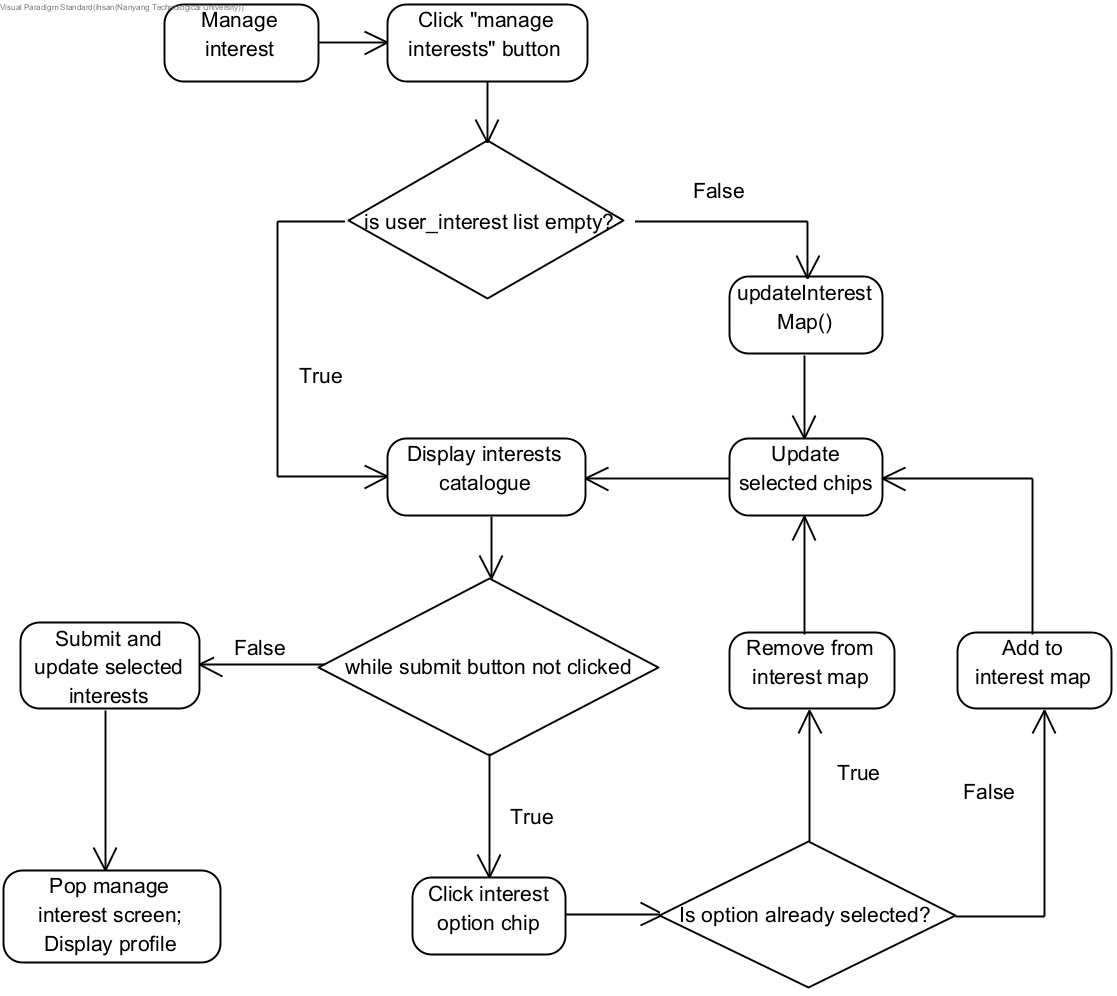 Visual Paradigm Standard(ihsan(Nanyang Technological University))
Manage
interest
Click "manage
interests" button
False
is user_interest list empty?
updateInterest
Map()
True
Display interests
catalogue
Update
selected chips
Submit and
update selected
interests
False
while submit button not clicked
Remove from
interest map
Add to
interest map
True
False
True
Pop manage
interest screen;
Display profile
Click interest
option chip
Is option already selected?